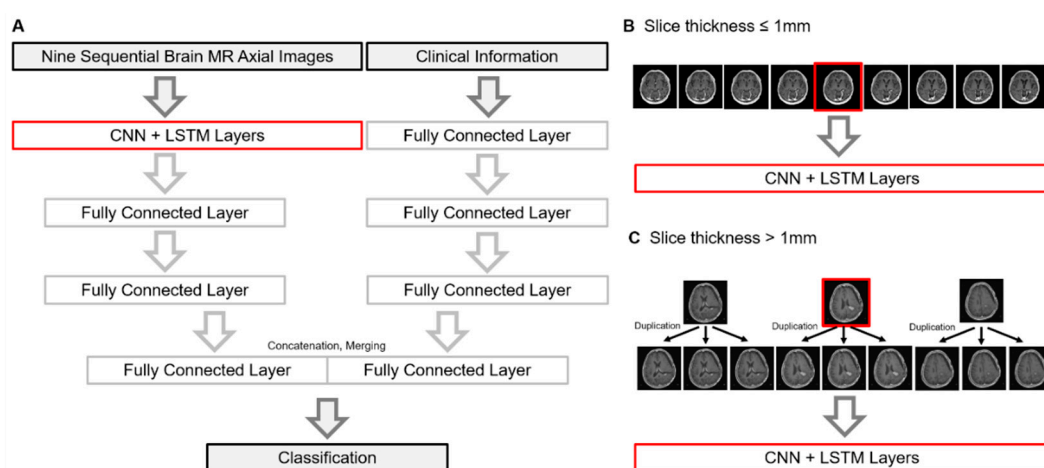 A
Nine Sequential Brain MR Axial Images
Clinical Information
CNN + LSTM Layers
Fully Connected Layer
Fully Connected Layer
Fully Connected Layer
Fully Connected Layer
Fully Connected Layer
Concatenation, Merging
Fully Connected Layer
Fully Connected Layer
Classification
B Slice thickness ≤ 1mm
CNN + LSTM Layers
C Slice thickness > 1mm
Duplication
Duplication
Duplication
CNN + LSTM Layers